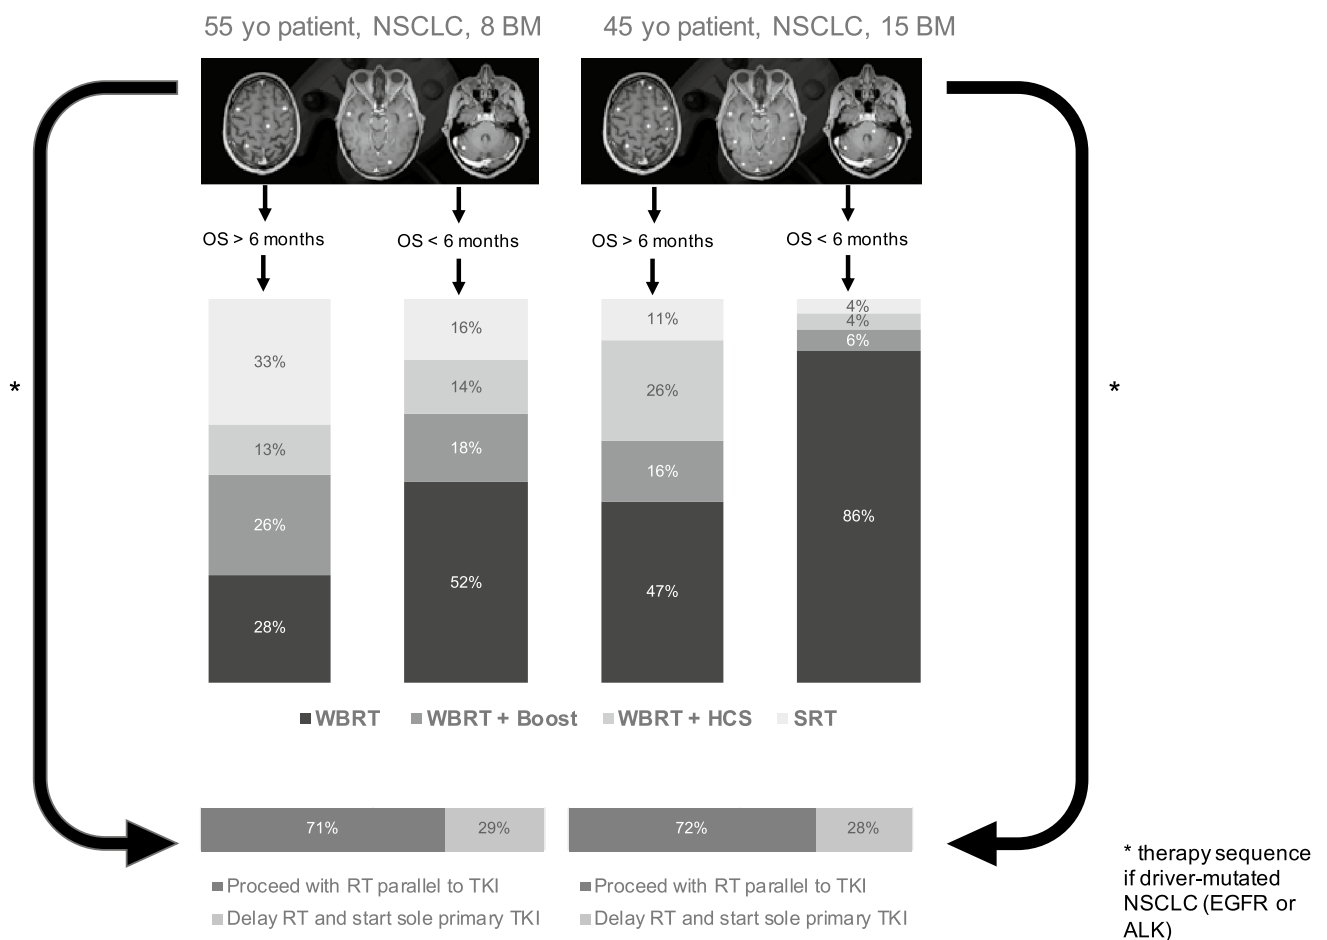 55 yo patient, NSCLC, 8 BM
45 yo patient, NSCLC, 15 BM
OS > 6 months
OS < 6 months
OS > 6 months
OS < 6 months
33%
13%
26%
28%
16%
14%
18%
52%
11%
26%
16%
47%
4%
4%
6%
86%
*
*
WBRT
WBRT + Boost
WBRT + HCS
SRT
71%
29%
72%
28%
Proceed with RT parallel to TKI
Delay RT and start sole primary TKI
Proceed with RT parallel to TKI
Delay RT and start sole primary TKI
* therapy sequence
if driver-mutated
NSCLC (EGFR or
ALK)